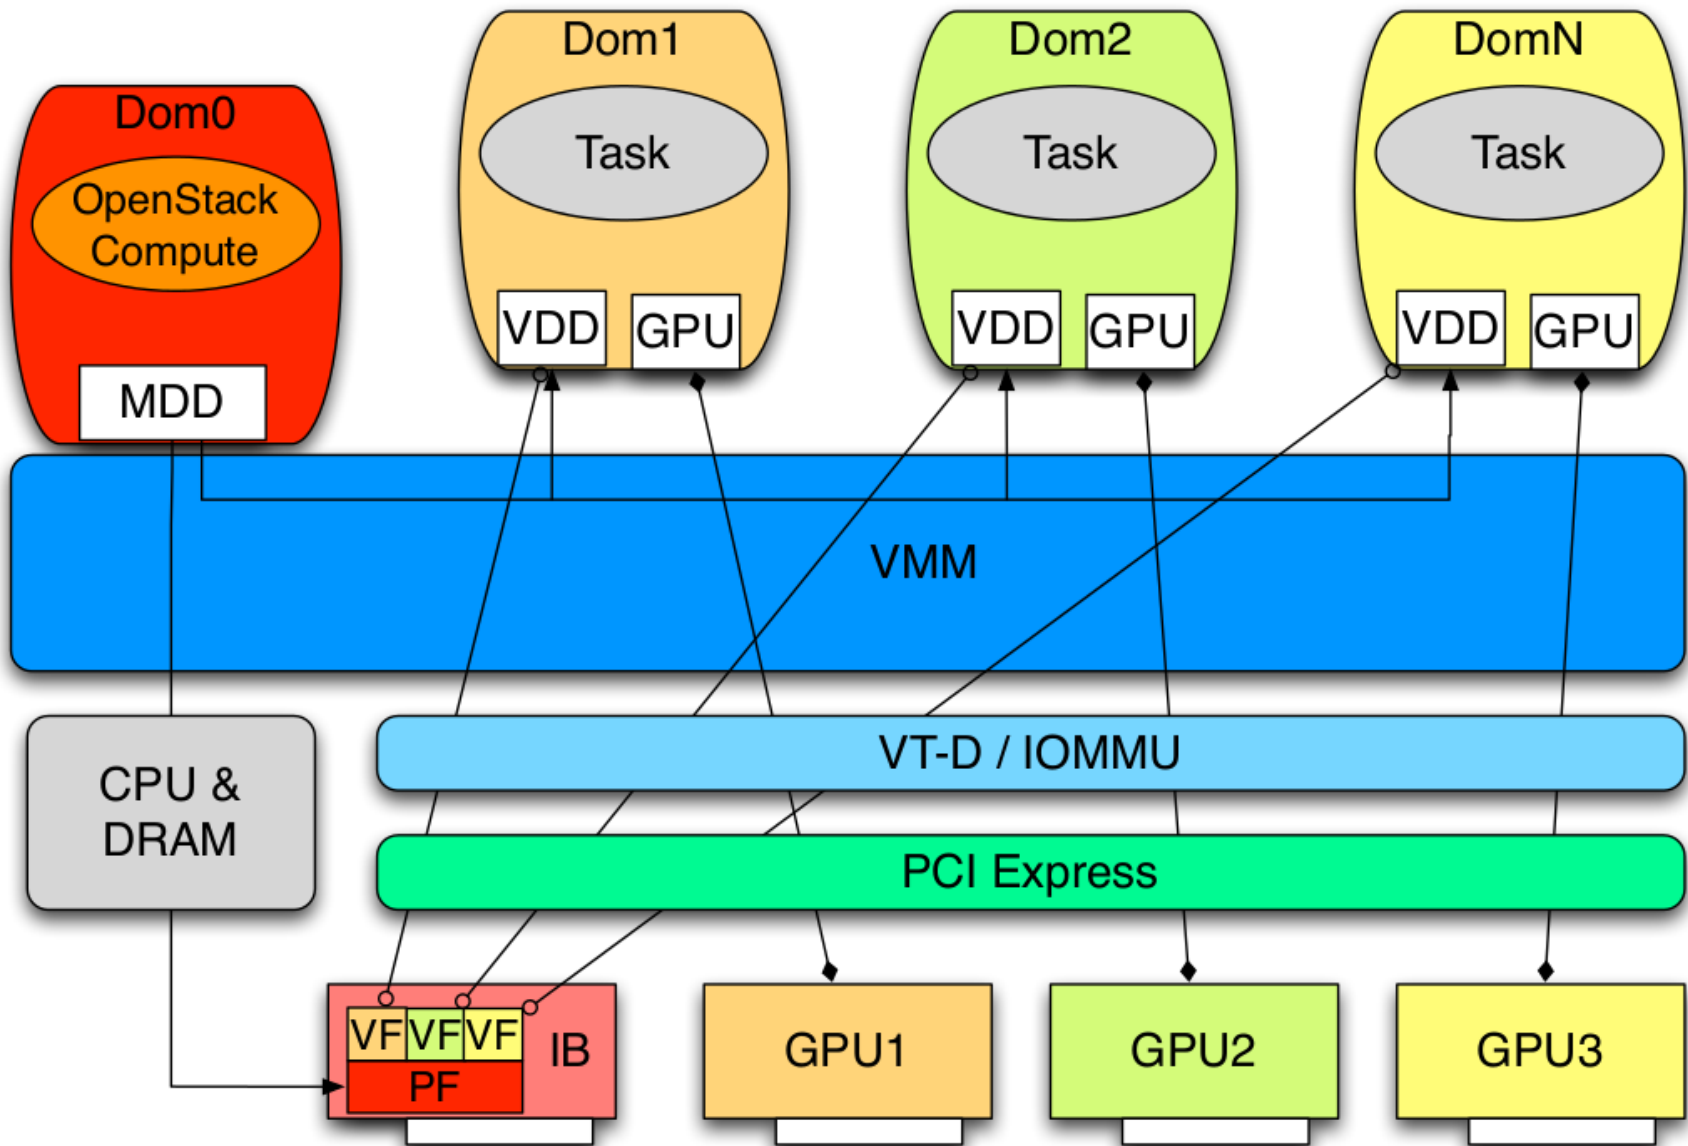 Dom0
OpenStack
Compute
MDD
Dom1
Task
VDD
GPU
Dom2
Task
VDD
GPU
DomN
Task
VDD
GPU
VMM
CPU &
DRAM
VT-D / IOMMU
PCI Express
VF
VF
VF
PF
IB
GPU1
GPU2
GPU3